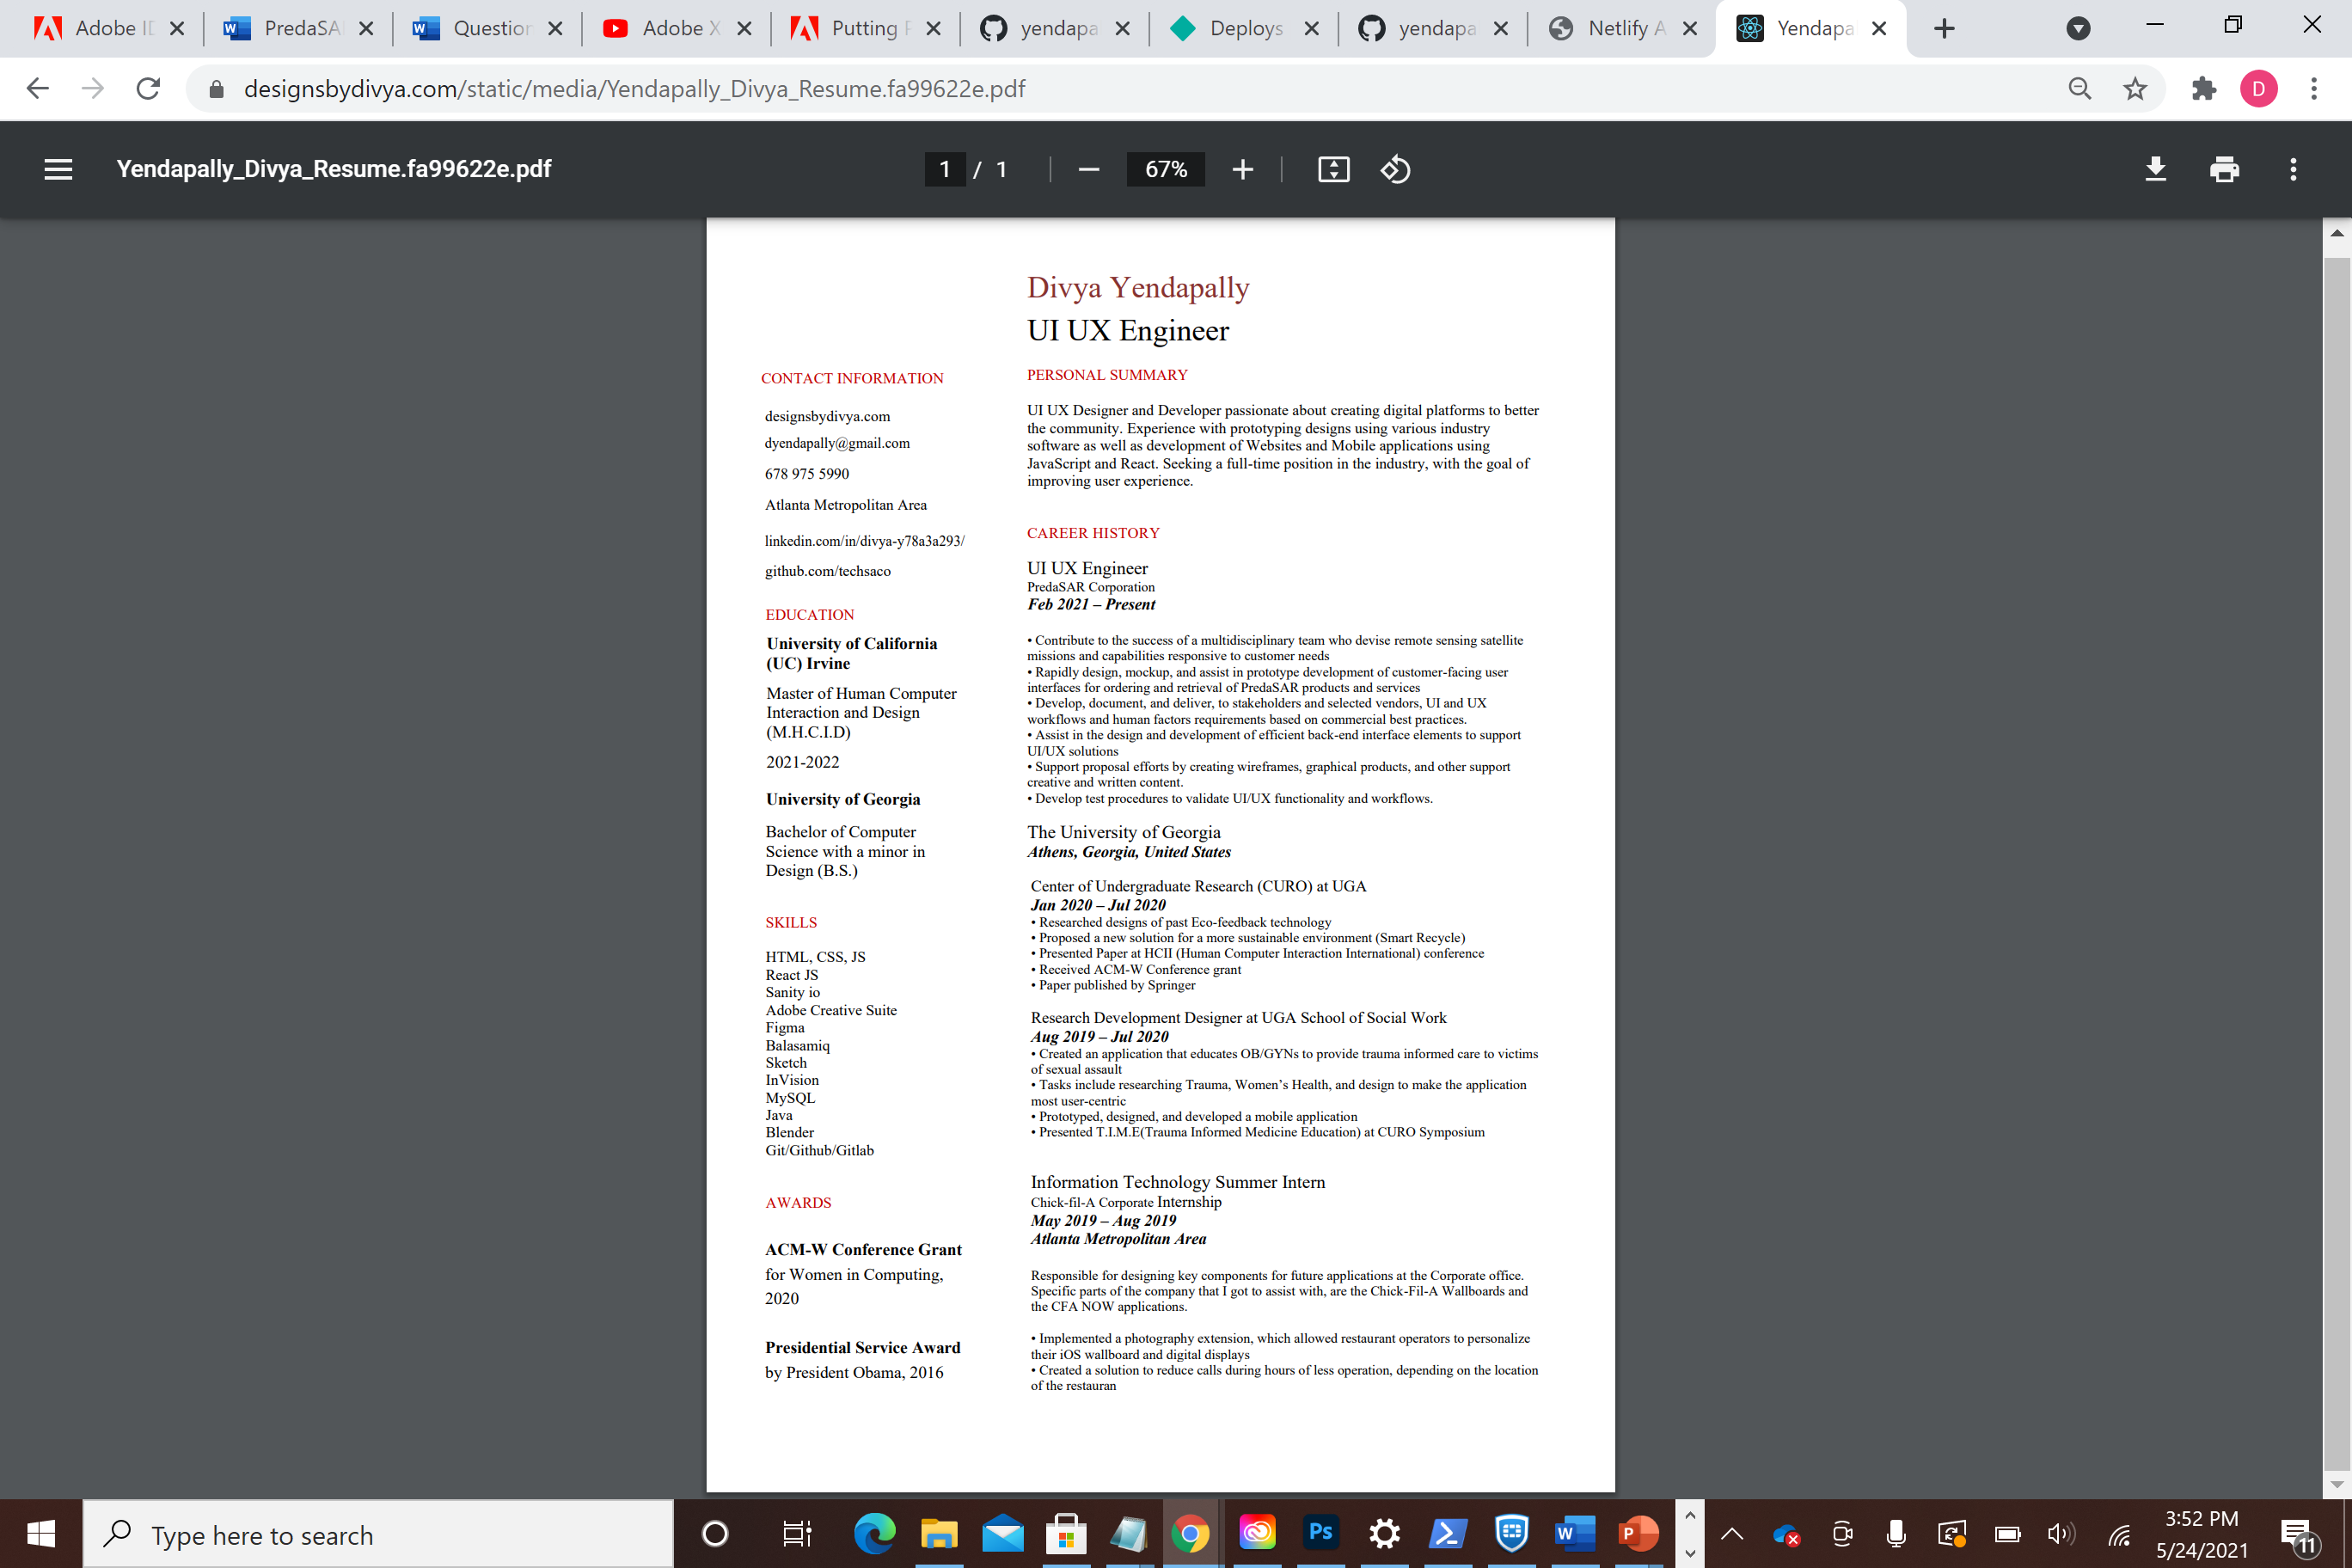 Adobe ID
PredaSA
Question
Adobe X
Putting F
yendapa
Deploys
yendapa
Netlify A
Yendapa
designsbydivya.com/static/media/Yendapally_Divya_Resume.fa99622e.pdf
D
Yendapally_Divya_Resume.fa99622e.pdf
1 / 1
67%
Divya Yendapally
UI UX Engineer
CONTACT INFORMATION
designsbydivya.com
dyendapally@gmail.com
678 975 5990
Atlanta Metropolitan Area
linkedin.com/in/divya-y78a3a293/
github.com/techsaco
EDUCATION
University of California
(UC) Irvine
Master of Human Computer
Interaction and Design
(M.H.C.I.D)
2021-2022
University of Georgia
Bachelor of Computer
Science with a minor in
Design (B.S.)
SKILLS
HTML, CSS, JS
React JS
Sanity io
Adobe Creative Suite
Figma
Balasamiq
Sketch
InVision
MySQL
Java
Blender
Git/Github/Gitlab
AWARDS
ACM-W Conference Grant
for Women in Computing,
2020
Presidential Service Award
by President Obama, 2016
PERSONAL SUMMARY
UI UX Designer and Developer passionate about creating digital platforms to better
the community. Experience with prototyping designs using various industry
software as well as development of Websites and Mobile applications using
JavaScript and React. Seeking a full-time position in the industry, with the goal of
improving user experience.
CAREER HISTORY
UI UX Engineer
PredaSAR Corporation
Feb 2021 – Present
• Contribute to the success of a multidisciplinary team who devise remote sensing satellite
missions and capabilities responsive to customer needs
• Rapidly design, mockup, and assist in prototype development of customer-facing user
interfaces for ordering and retrieval of PredaSAR products and services
• Develop, document, and deliver, to stakeholders and selected vendors, UI and UX
workflows and human factors requirements based on commercial best practices.
• Assist in the design and development of efficient back-end interface elements to support
UI/UX solutions
• Support proposal efforts by creating wireframes, graphical products, and other support
creative and written content.
• Develop test procedures to validate UI/UX functionality and workflows.
The University of Georgia
Athens, Georgia, United States
Center of Undergraduate Research (CURO) at UGA
Jan 2020 – Jul 2020
• Researched designs of past Eco-feedback technology
• Proposed a new solution for a more sustainable environment (Smart Recycle)
• Presented Paper at HCII (Human Computer Interaction International) conference
• Received ACM-W Conference grant
• Paper published by Springer
Research Development Designer at UGA School of Social Work
Aug 2019 – Jul 2020
• Created an application that educates OB/GYNs to provide trauma informed care to victims
of sexual assault
• Tasks include researching Trauma, Women’s Health, and design to make the application
most user-centric
• Prototyped, designed, and developed a mobile application
• Presented T.I.M.E(Trauma Informed Medicine Education) at CURO Symposium
Information Technology Summer Intern
Chick-fil-A Corporate Internship
May 2019 – Aug 2019
Atlanta Metropolitan Area
Responsible for designing key components for future applications at the Corporate office.
Specific parts of the company that I got to assist with, are the Chick-Fil-A Wallboards and
the CFA NOW applications.
• Implemented a photography extension, which allowed restaurant operators to personalize
their iOS wallboard and digital displays
• Created a solution to reduce calls during hours of less operation, depending on the location
of the restauran
Type here to search
Ps
W
P
3:52 PM
5/24/2021
11